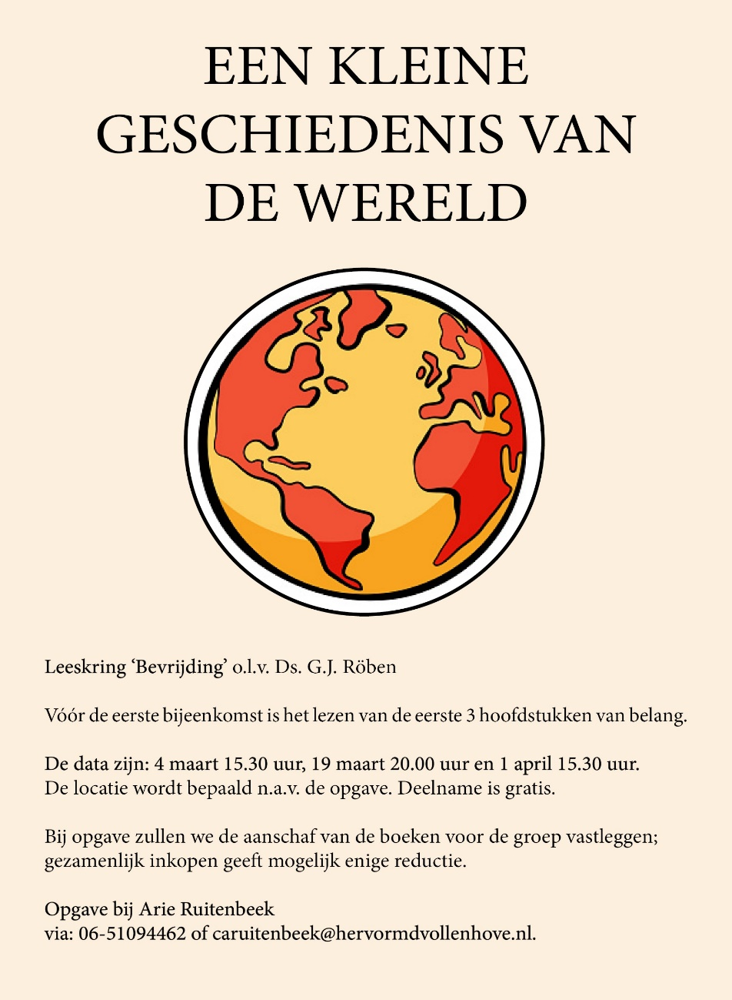 EEN KLEINE
GESCHIEDENIS VAN
DE WERELD
Leeskring ‘Bevrijding’ o.l.v. Ds. G.J. Röben
Vóór de eerste bijeenkomst is het lezen van de eerste 3 hoofdstukken van belang.
De data zijn: 4 maart 15.30 uur, 19 maart 20.00 uur en 1 april 15.30 uur.
De locatie wordt bepaald n.a.v. de opgave. Deelname is gratis.
Bij opgave zullen we de aanschaf van de boeken voor de groep vastleggen;
gezamenlijk inkopen geeft mogelijk enige reductie.
Opgave bij Arie Ruitenbeek
via: 06-51094462 of caruitenbeek@hervormdvollenhove.nl.